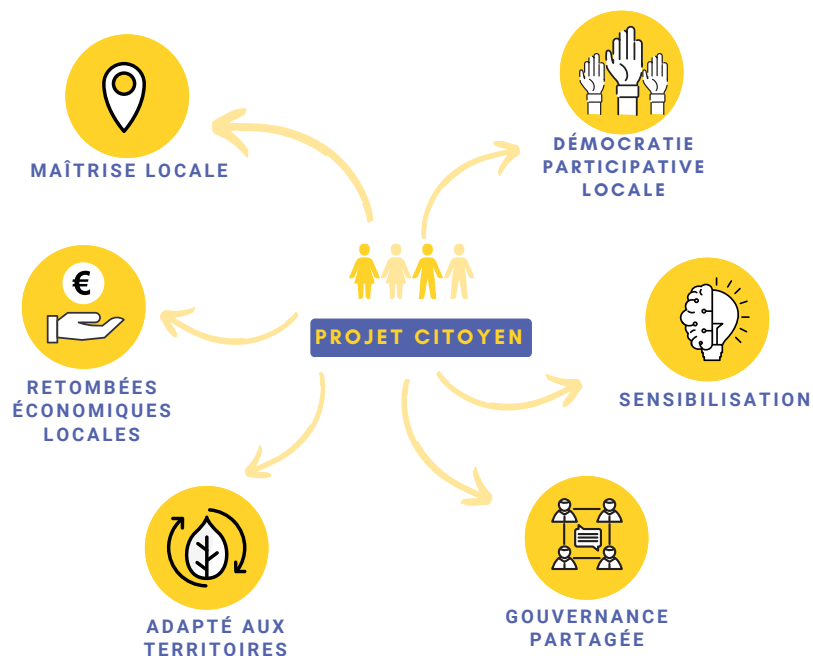 MAÎTRISE LOCALE
DÉMOCRATIE
PARTICIPATIVE
LOCALE
€
PROJET CITOYEN
RETOMBÉES
ÉCONOMIQUES
LOCALES
SENSIBILISATION
ADAPTÉ AUX
TERRITOIRES
GOUVERNANCE
PARTAGÉE